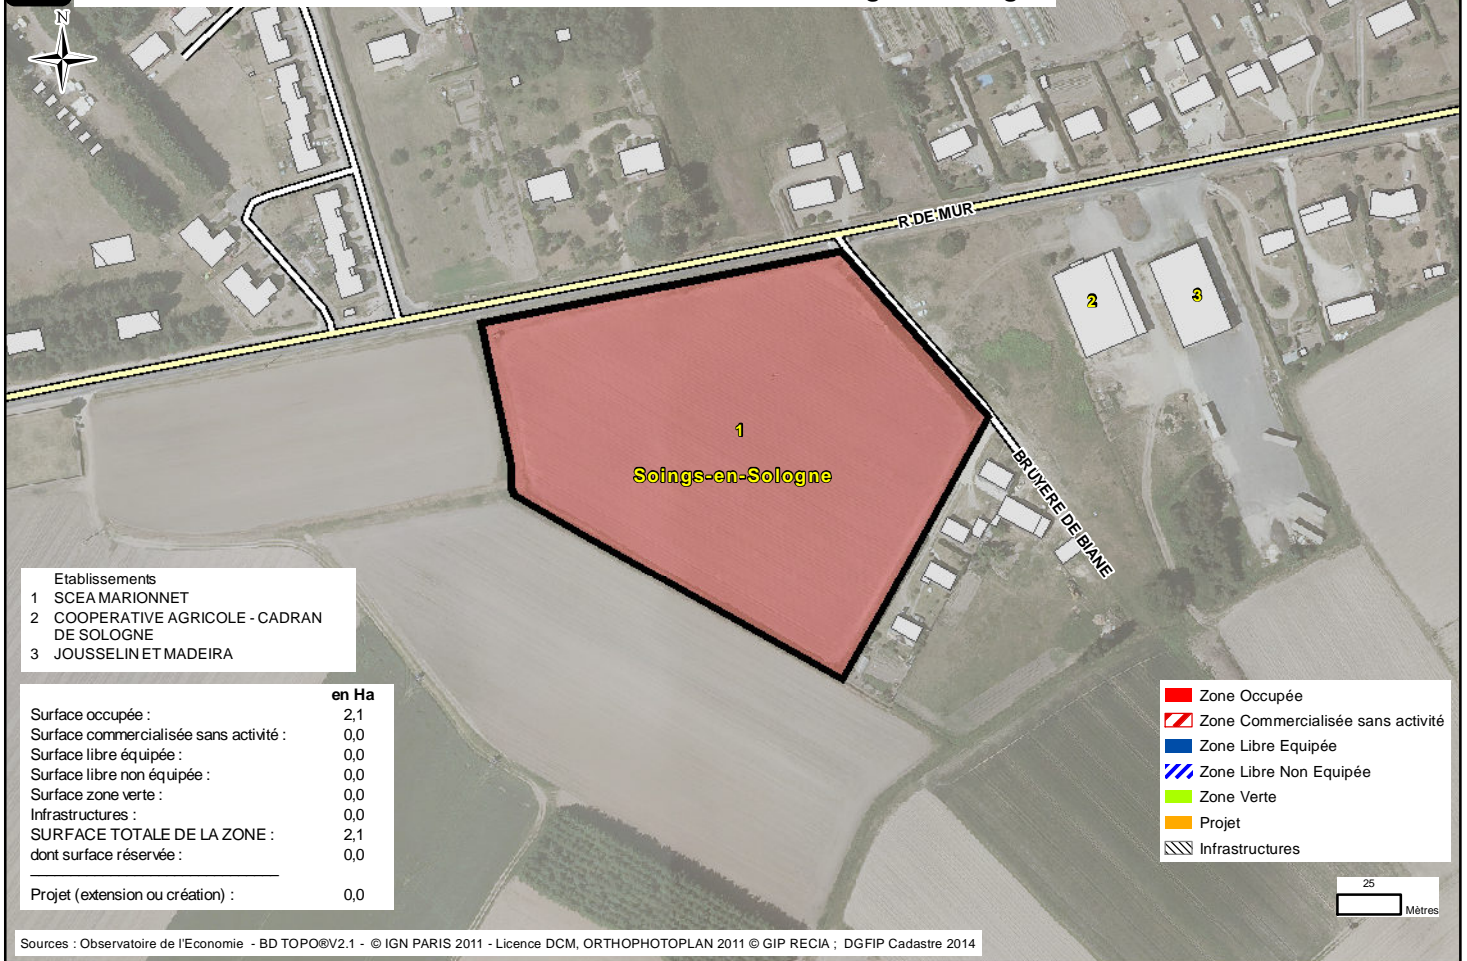 N
R DE MUR
2
3
1
Soings-en-Sologne
BRUYERE DE BIANE
Etablissements
1 SCEA MARIONNET
2 COOPERATIVE AGRICOLE - CADRAN
DE SOLOGNE
3 JOUSSELIN ET MADEIRA
en Ha
Surface occupée : 2,1
Surface commercialisée sans activité : 0,0
Surface libre équipée : 0,0
Surface libre non équipée : 0,0
Surface zone verte : 0,0
Infrastructures : 0,0
SURFACE TOTALE DE LA ZONE : 2,1
dont surface réservée : 0,0
Projet (extension ou création) : 0,0
Zone Occupée
Zone Commercialisée sans activité
Zone Libre Equipée
Zone Libre Non Equipée
Zone Verte
Projet
Infrastructures
25
Mètres
Sources : Observatoire de l'Economie - BD TOPO®V2.1 - © IGN PARIS 2011 - Licence DCM, ORTHOPHOTOPLAN 2011 © GIP RECIA ; DGFIP Cadastre 2014